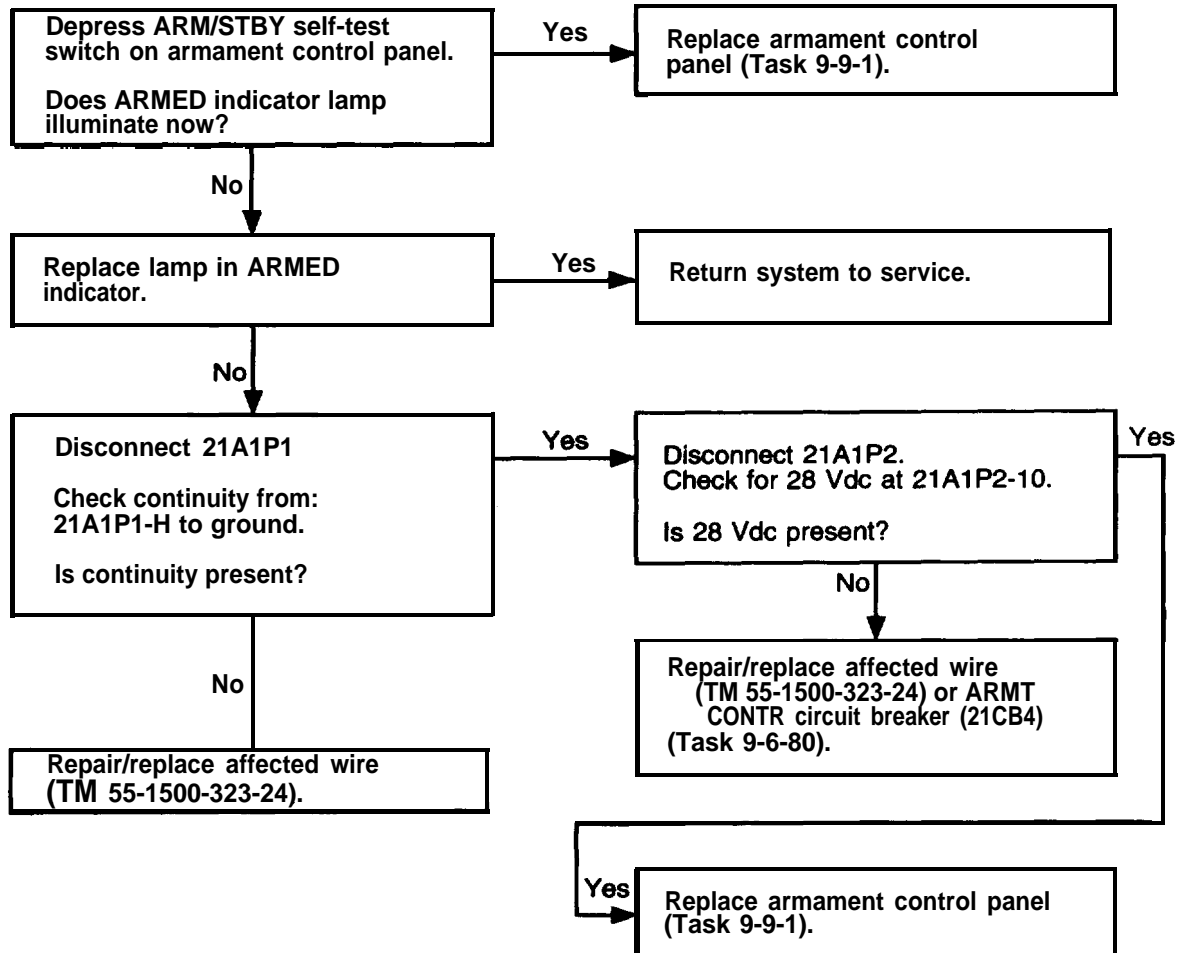 Depress ARM/STBY self-test
switch on armament control panel.
Does ARMED indicator lamp
illuminate now?
Yes
Replace armament control
panel (Task 9-9-1).
No
Replace lamp in ARMED
indicator.
Yes
Return system to service.
No
Disconnect 21A1P1
Check continuity from:
21A1P1-H to ground.
Is continuity present?
Yes
Disconnect 21A1P2.
Check for 28 Vdc at 21A1P2-10.
Is 28 Vdc present?
Yes
No
Repair/replace affected wire
(TM 55-1500-323-24) or ARMT
CONTR circuit breaker (21CB4)
(Task 9-6-80).
No
Repair/replace affected wire
(TM 55-1500-323-24).
Yes
Replace armament control panel
(Task 9-9-1).